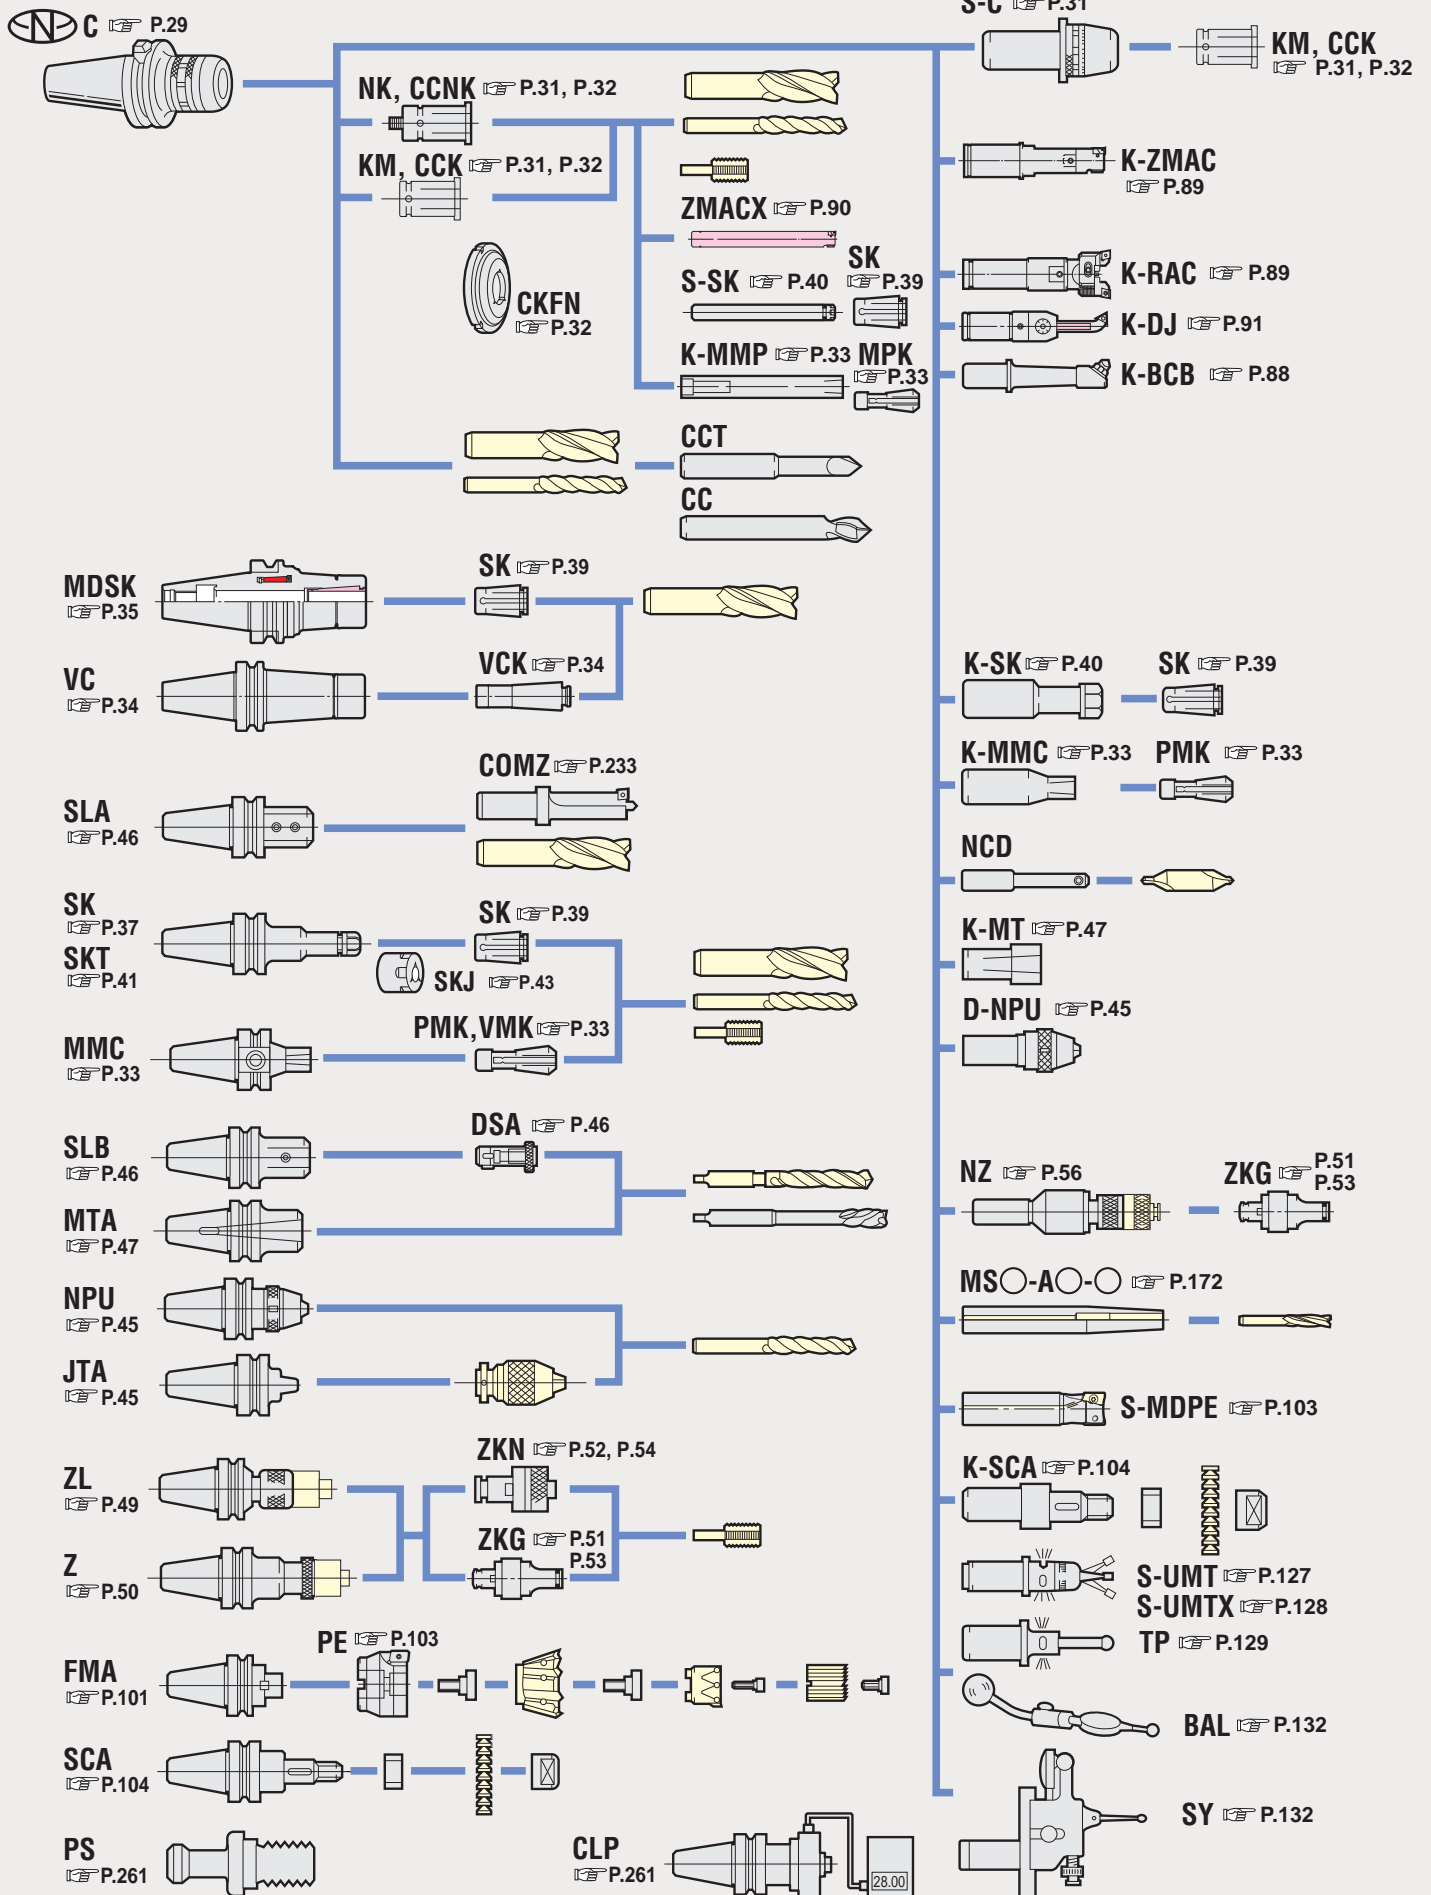 N C P.29
S-C P.31
KM, CCK
P.31, P.32
NK, CCNK P.31, P.32
KM, CCK P.31, P.32
CKFN
P.32
ZMACX P.90
S-SK P.40
SK
P.39
K-MMP P.33
MPK
P.33
CCT
CC
K-ZMAC
P.89
K-RAC P.89
K-DJ P.91
K-BCB P.88
MDSK
P.35
SK P.39
VC
P.34
VCK P.34
SLA
P.46
COMZ P.233
SK
P.37
SKT
P.41
SK P.39
SKJ P.43
MMC
P.33
PMK,VMK P.33
SLB
P.46
DSA P.46
MTA
P.47
NPU
P.45
JTA
P.45
ZL
P.49
ZKN P.52, P.54
Z
P.50
ZKG P.51
P.53
FMA
P.101
PE P.103
SCA
P.104
PS
P.261
CLP
P.261
28.00
K-SK P.40
SK P.39
K-MMC P.33
PMK P.33
NCD
K-MT P.47
D-NPU P.45
NZ P.56
ZKG P.51
P.53
MS○-A○-○ P.172
S-MDPE P.103
K-SCA P.104
S-UMT P.127
S-UMTX P.128
TP P.129
BAL P.132
SY P.132